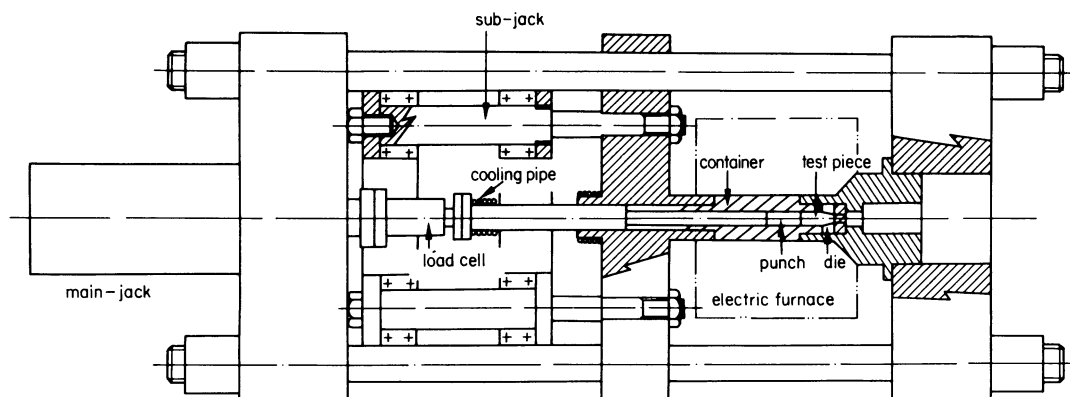 sub-jack
container
test piece
cooling pipe
load cell
punch
die
main-jack
electric furnace